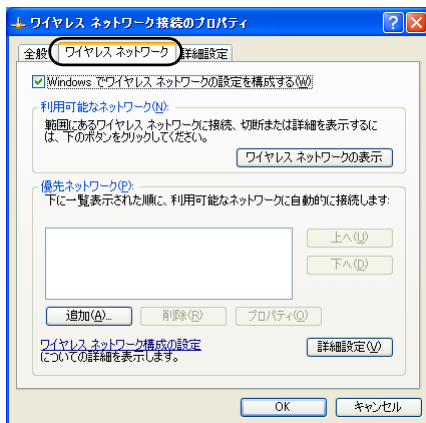 ワイヤレス ネットワーク接続のプロパティ
全般 ワイヤレス ネットワーク 詳細設定
Windows でワイヤレス ネットワークの設定を構成する(W)
利用可能なネットワーク(N):
範囲にあるワイヤレス ネットワークに接続、切断または詳細を表示するに
は、下のボタンをクリックしてください。
ワイヤレス ネットワークの表示
優先ネットワーク(P):
下に一覧表示された順に、利用可能なネットワークに自動的に接続します:
上へ(U)
下へ(D)
追加(A)... 削除(R) プロパティ(O)
ワイヤレス ネットワーク構成の設定
についての詳細を表示します。
詳細設定(V)
OK キャンセル